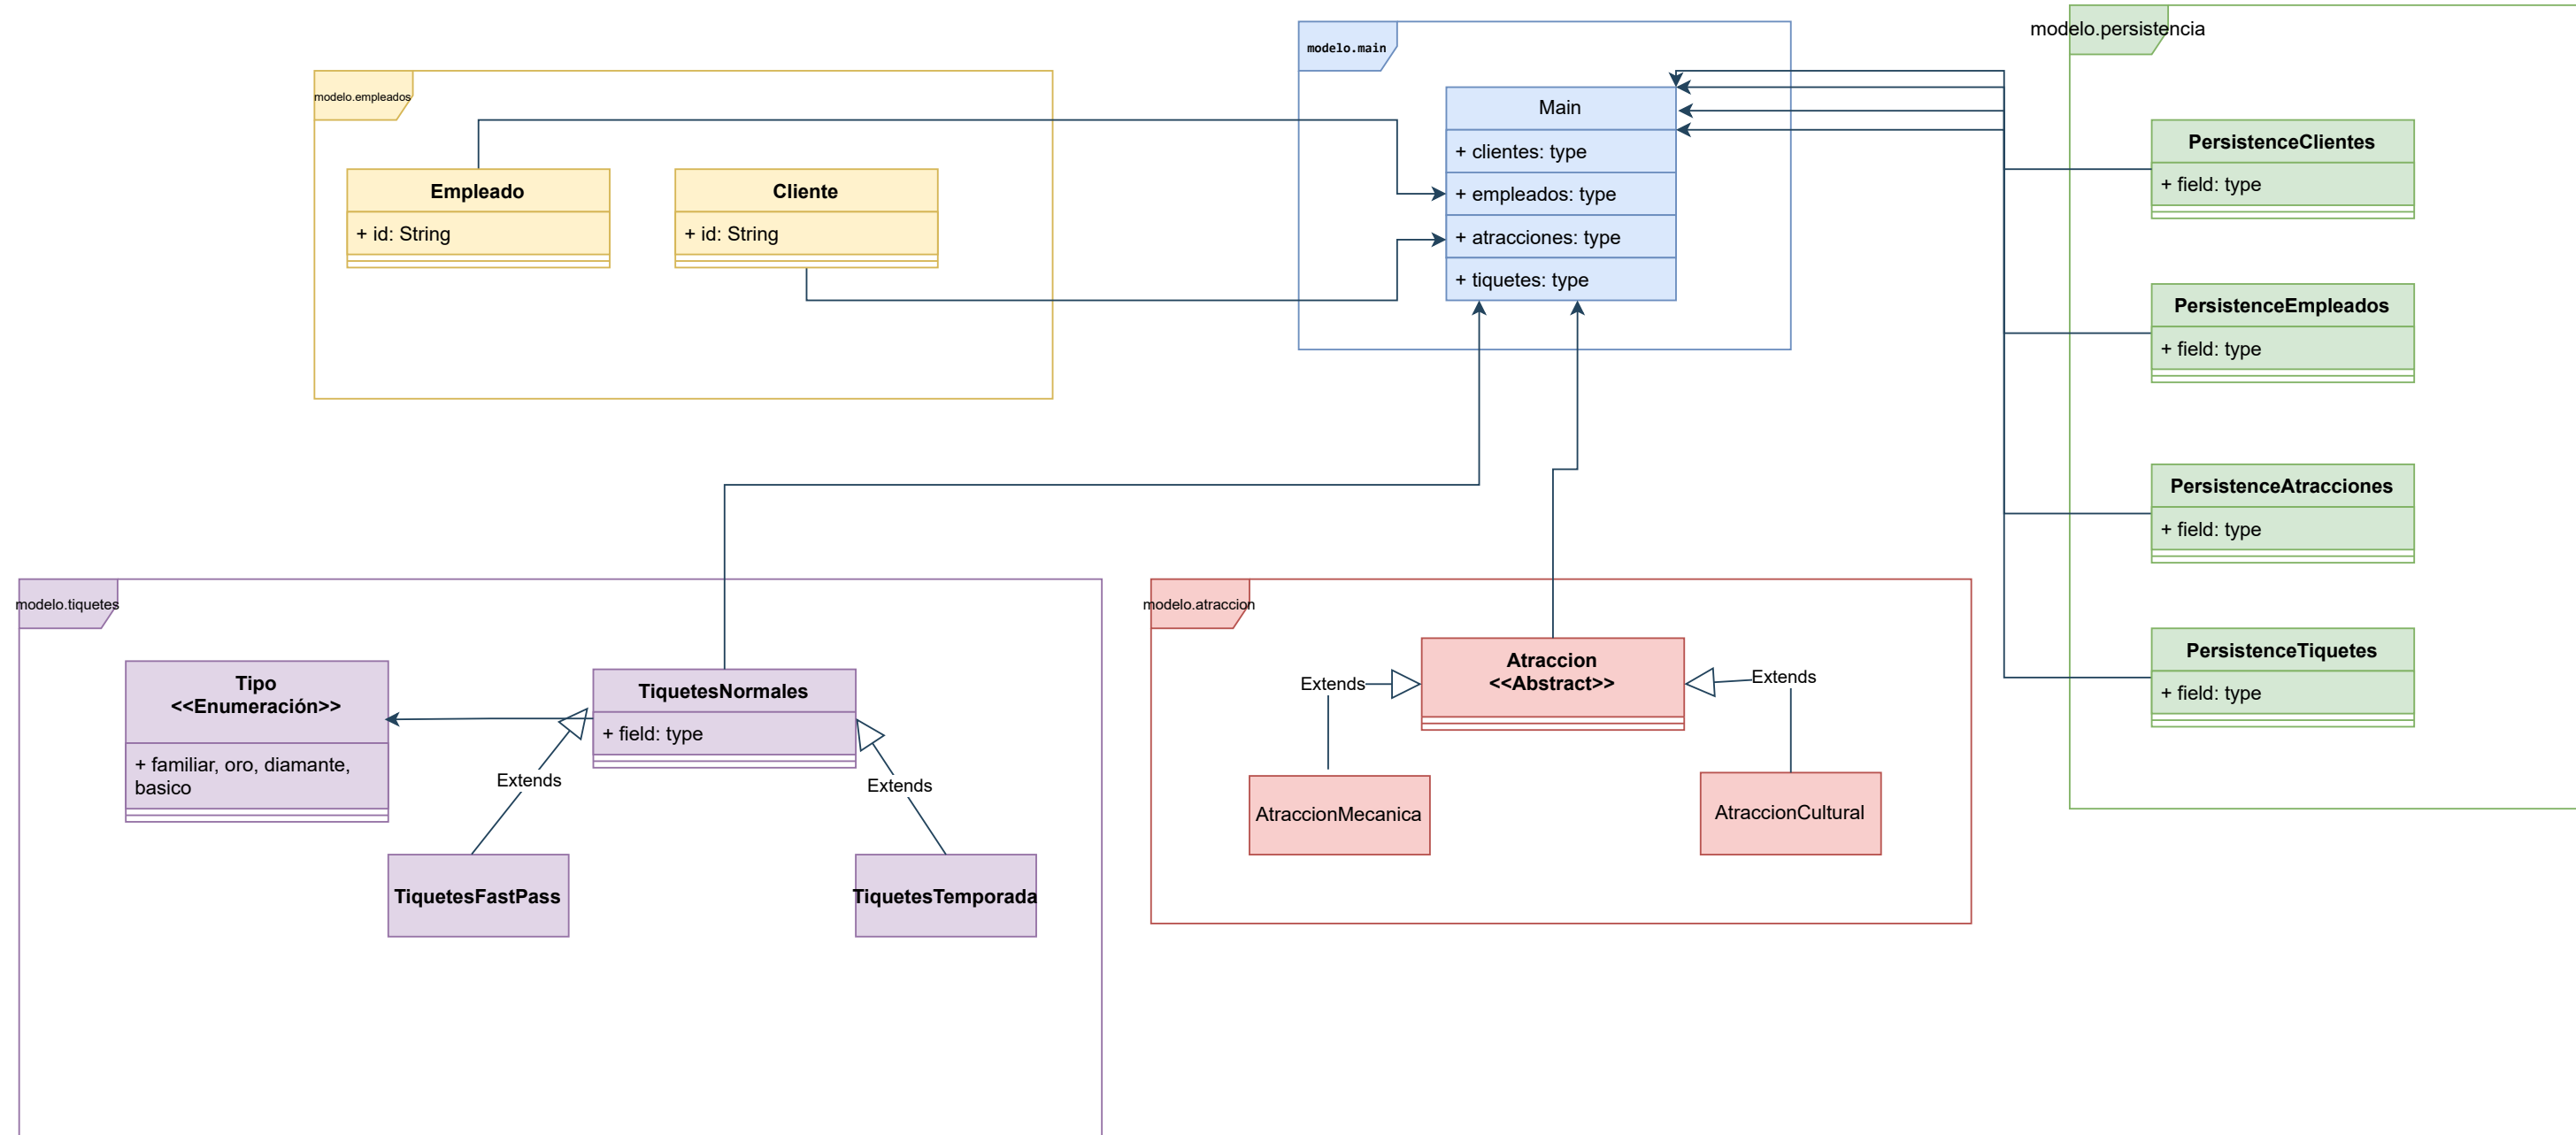 modelo.persistencia
modelo.main
modelo.empleados
Main
+ clientes: type
+ empleados: type
+ atracciones: type
+ tiquetes: type
Empleado
+ id: String
Cliente
+ id: String
PersistenceClientes
+ field: type
PersistenceEmpleados
+ field: type
PersistenceAtracciones
+ field: type
PersistenceTiquetes
+ field: type
modelo.tiquetes
Tipo
<<Enumeración>>
+ familiar, oro, diamante,
basico
TiquetesNormales
+ field: type
Extends
Extends
TiquetesFastPass
TiquetesTemporada
modelo.atraccion
Atraccion
<<Abstract>>
Extends
Extends
AtraccionMecanica
AtraccionCultural